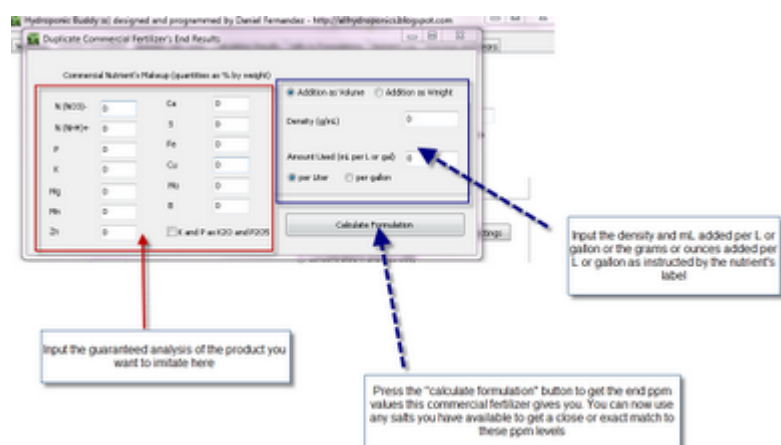 Hydroponic Buddy (c) designed and programmed by Daniel Fernandez - http://allhydroponics.blogspot.com
Duplicate Commercial Fertilizer's End Results
Commercial Nutrient's Makeup (quantities as % by weight)
N (NO3)- 0
N (NH4)+ 0
P 0
K 0
Mg 0
Mn 0
Zn 0
Ca 0
S 0
Fe 0
Cu 0
Mo 0
B 0
K and P as K2O and P2O5
Addition as Volume Addition as Weight
Density (g/mL) 0
Amount Used (mL per L or gal) 0
per Liter per gallon
Calculate Formulation
Input the density and mL added per L or
gallon or the grams or ounces added per
L or gallon as instructed by the nutrient's
label
Input the guaranteed analysis of the product you
want to imitate here
Press the "calculate formulation" button to get the end ppm
values this commercial fertilizer gives you. You can now use
any salts you have available to get a close or exact match to
these ppm levels